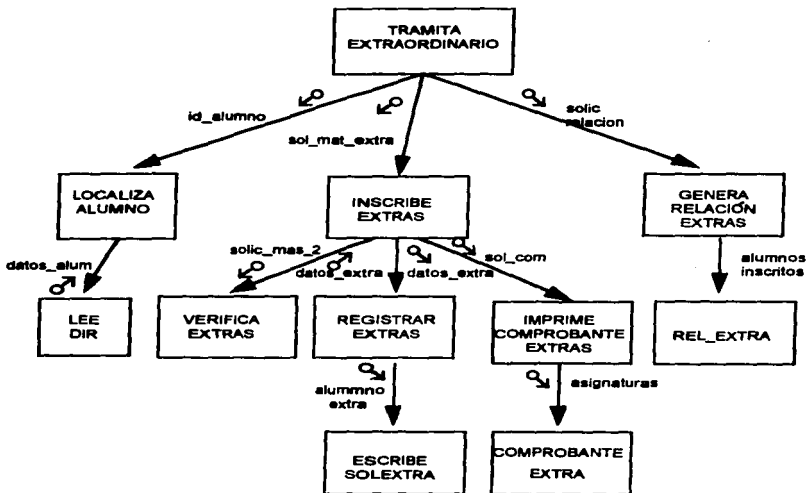 TRAMITA
EXTRAORDINARIO
id_alumno
sol_mat_extra
solic
relacion
LOCALIZA
ALUMNO
INSCRIBE
EXTRAS
GENERA
RELACIÓN
EXTRAS
datos_alum
solic_mas_2
datos_extra
datos_extra
sol_com
alumnos
inscritos
LEE
DIR
VERIFICA
EXTRAS
REGISTRAR
EXTRAS
IMPRIME
COMPROBANTE
EXTRAS
REL_EXTRA
alummno
extra
asignaturas
ESCRIBE
SOLEXTRA
COMPROBANTE
EXTRA